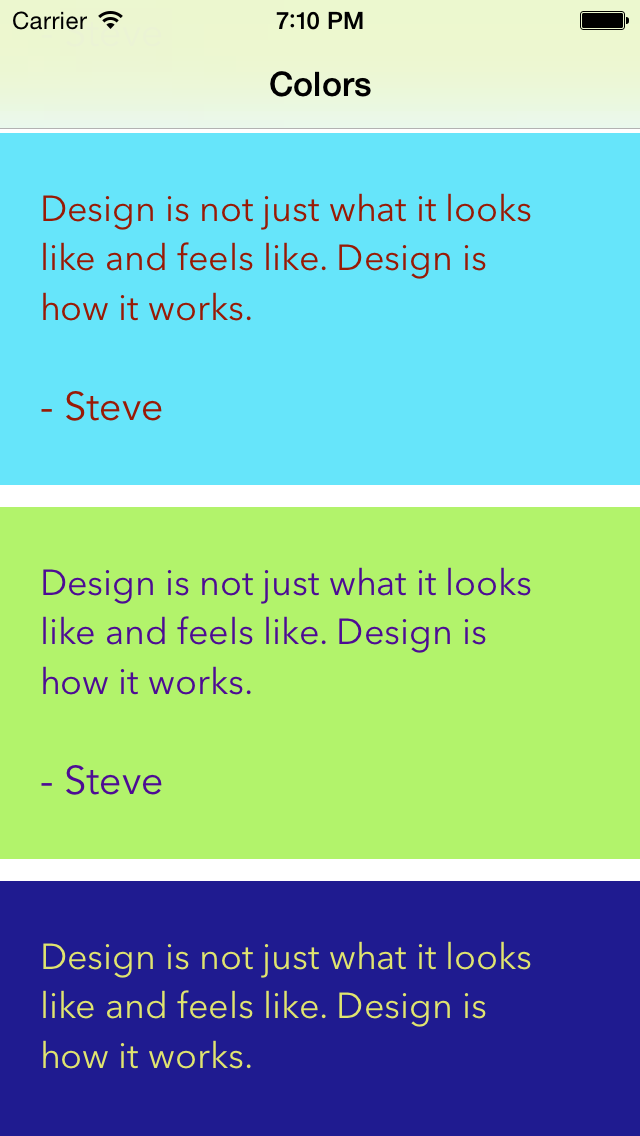 Carrier 7:10 PM
Colors
Design is not just what it looks
like and feels like. Design is
how it works.
- Steve
Design is not just what it looks
like and feels like. Design is
how it works.
- Steve
Design is not just what it looks
like and feels like. Design is
how it works.